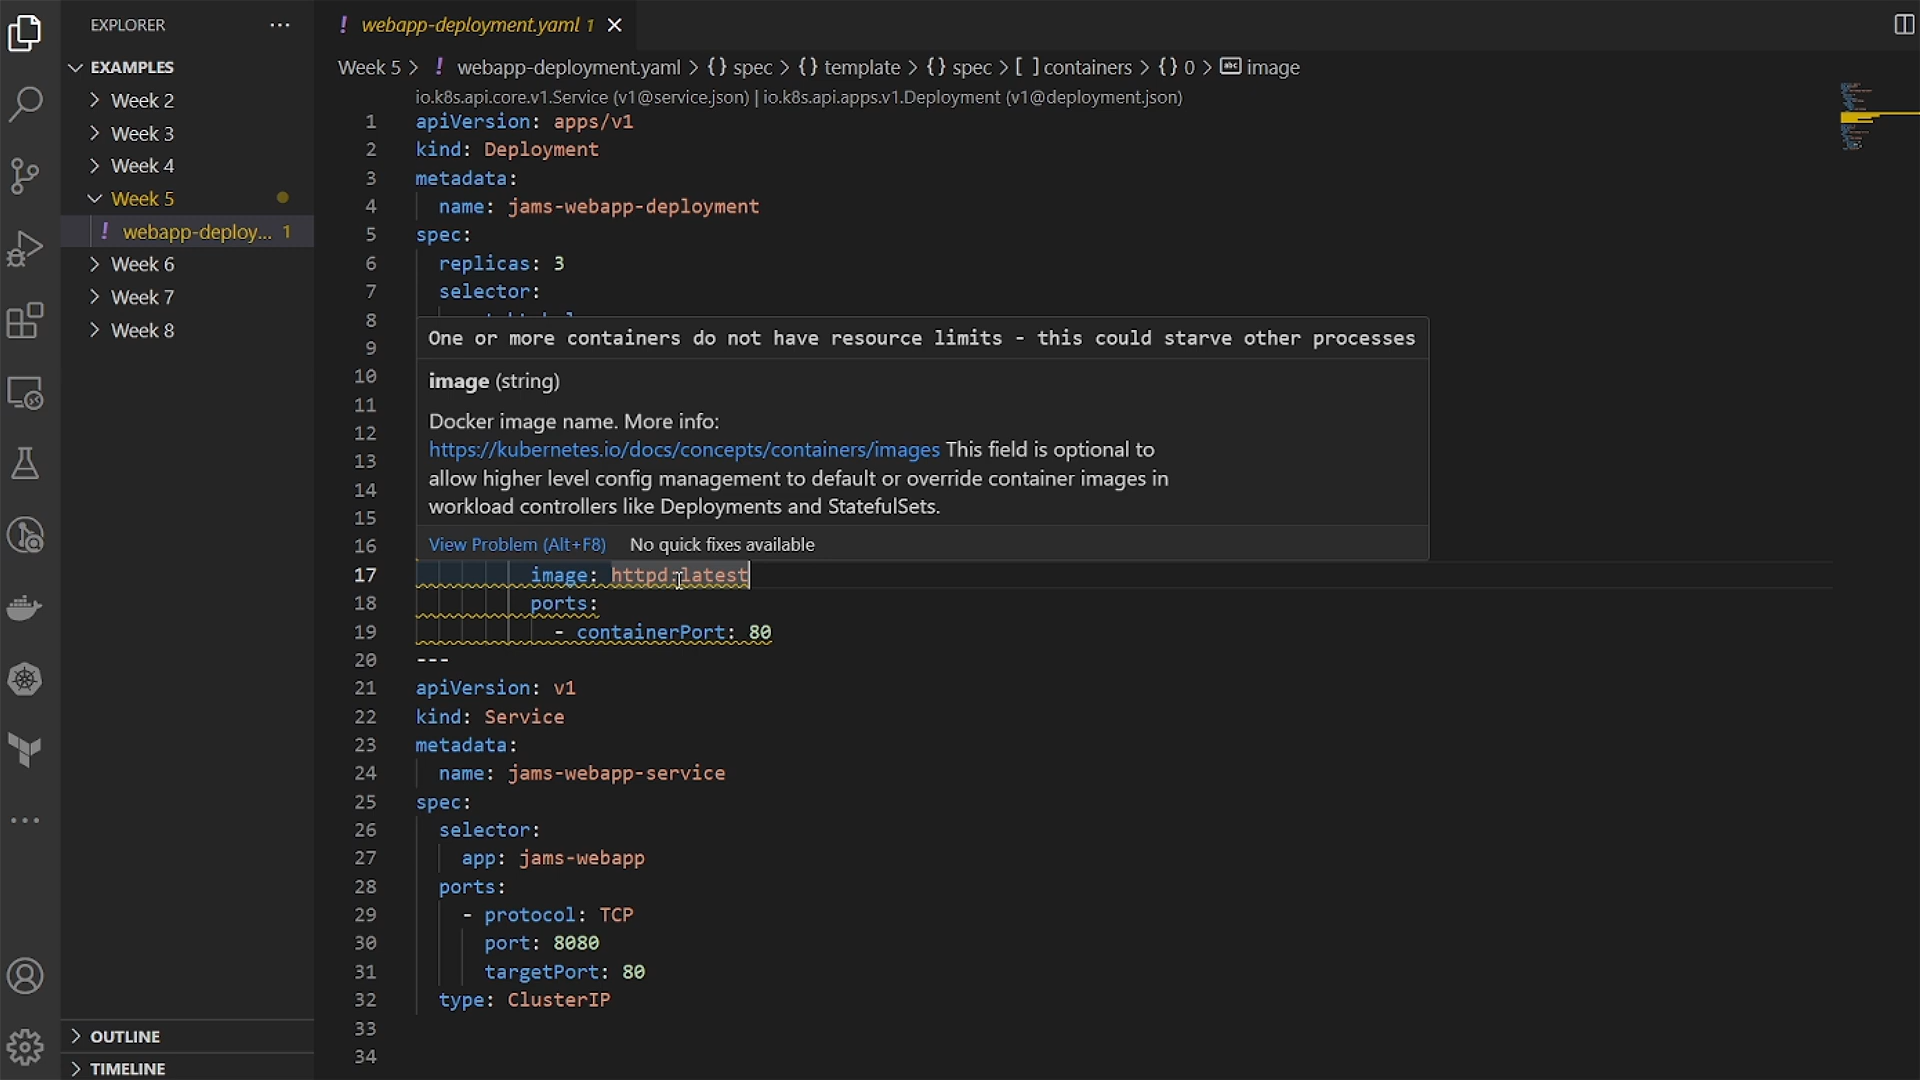 EXPLORER
EXAMPLES
Week 2
Week 3
Week 4
Week 5
webapp-deploy... 1
Week 6
Week 7
Week 8
OUTLINE
TIMELINE
! webapp-deployment.yaml 1
Week 5 > ! webapp-deployment.yaml > {} spec > {} template > {} spec > [ ] containers > {} 0 > abc image
io.k8s.api.core.v1.Service (v1@service.json) | io.k8s.api.apps.v1.Deployment (v1@deployment.json)
1 apiVersion: apps/v1
2 kind: Deployment
3 metadata:
4 name: jams-webapp-deployment
5 spec:
6 replicas: 3
7 selector:
8
9
10
11
12
13
14
15
16
One or more containers do not have resource limits - this could starve other processes
image (string)
Docker image name. More info:
https://kubernetes.io/docs/concepts/containers/images This field is optional to
allow higher level config management to default or override container images in
workload controllers like Deployments and StatefulSets.
View Problem (Alt+F8) No quick fixes available
17 image: httpd:latest
18 ports:
19 - containerPort: 80
20 ---
21 apiVersion: v1
22 kind: Service
23 metadata:
24 name: jams-webapp-service
25 spec:
26 selector:
27 app: jams-webapp
28 ports:
29 - protocol: TCP
30 port: 8080
31 targetPort: 80
32 type: ClusterIP
33
34